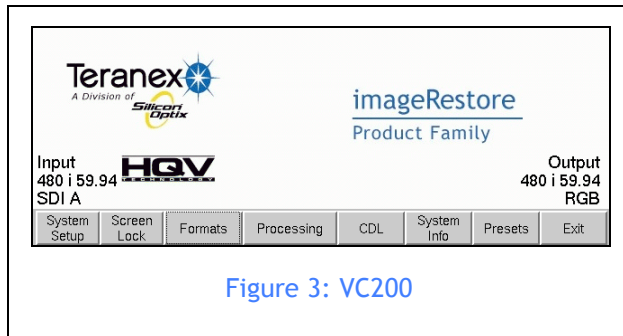 Teranex
A Division of
Silicon
Optix
imageRestore
Product Family
Input
480 i 59.94
SDI A
HQV
TECHNOLOGY
Output
480 i 59.94
RGB
System Setup
Screen Lock
Formats
Processing
CDL
System Info
Presets
Exit
Figure 3: VC200